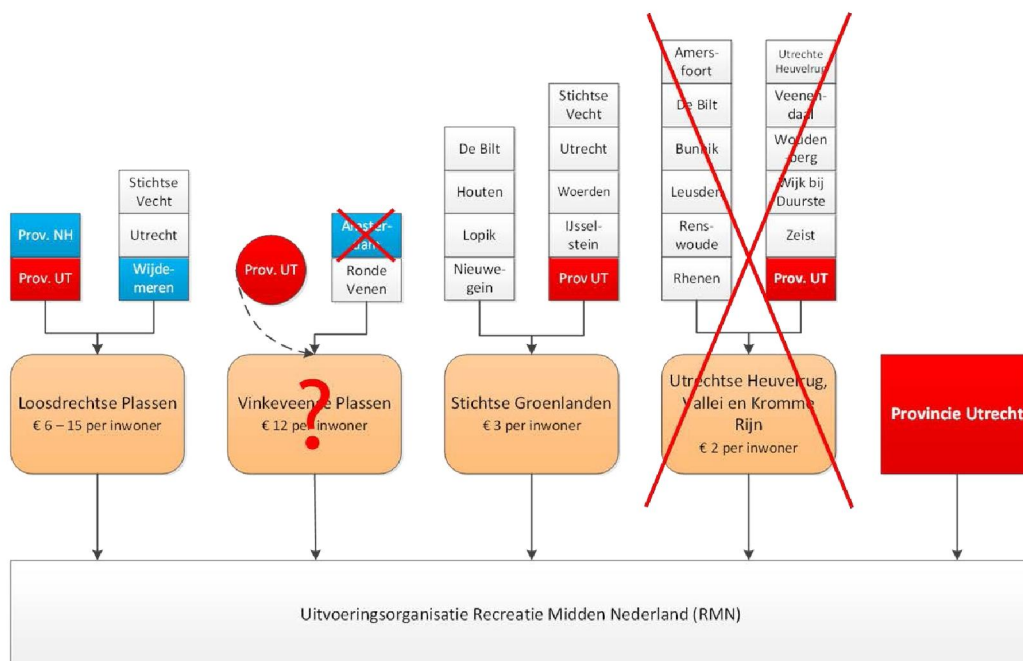 Prov. NH
Prov. UT
Stichtse
Vecht
Utrecht
Wijde-
meren
Loosdrechtse Plassen
€ 6 – 15 per inwoner
Prov. UT
Amster-
dam
Ronde
Venen
Vinkeveense Plassen
€ 12 per inwoner
?
De Bilt
Houten
Lopik
Nieuwe-
gein
Stichtse
Vecht
Utrecht
Woerden
IJssel-
stein
Prov UT
Stichtse Groenlanden
€ 3 per inwoner
Amers-
foort
De Bilt
Bunnik
Leusden
Rens-
woude
Rhenen
Utrechte
Heuvelrug
Veenen-
daal
Wouden
-berg
Wijk bij
Duurste
Zeist
Prov. UT
Utrechtse Heuvelrug,
Vallei en Kromme
Rijn
€ 2 per inwoner
Provincie Utrecht
Uitvoeringsorganisatie Recreatie Midden Nederland (RMN)